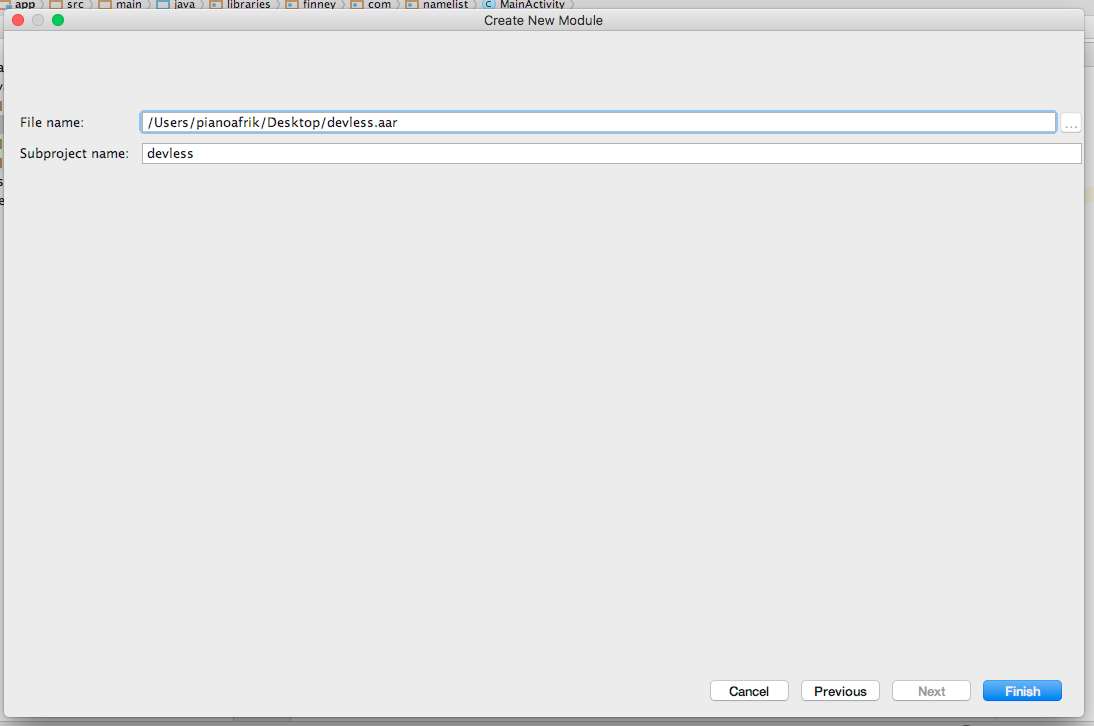 app src main java libraries finney com namelist C MainActivity
Create New Module
File name: /Users/pianoafrik/Desktop/devless.aar ...
Subproject name: devless
Cancel Previous Next Finish